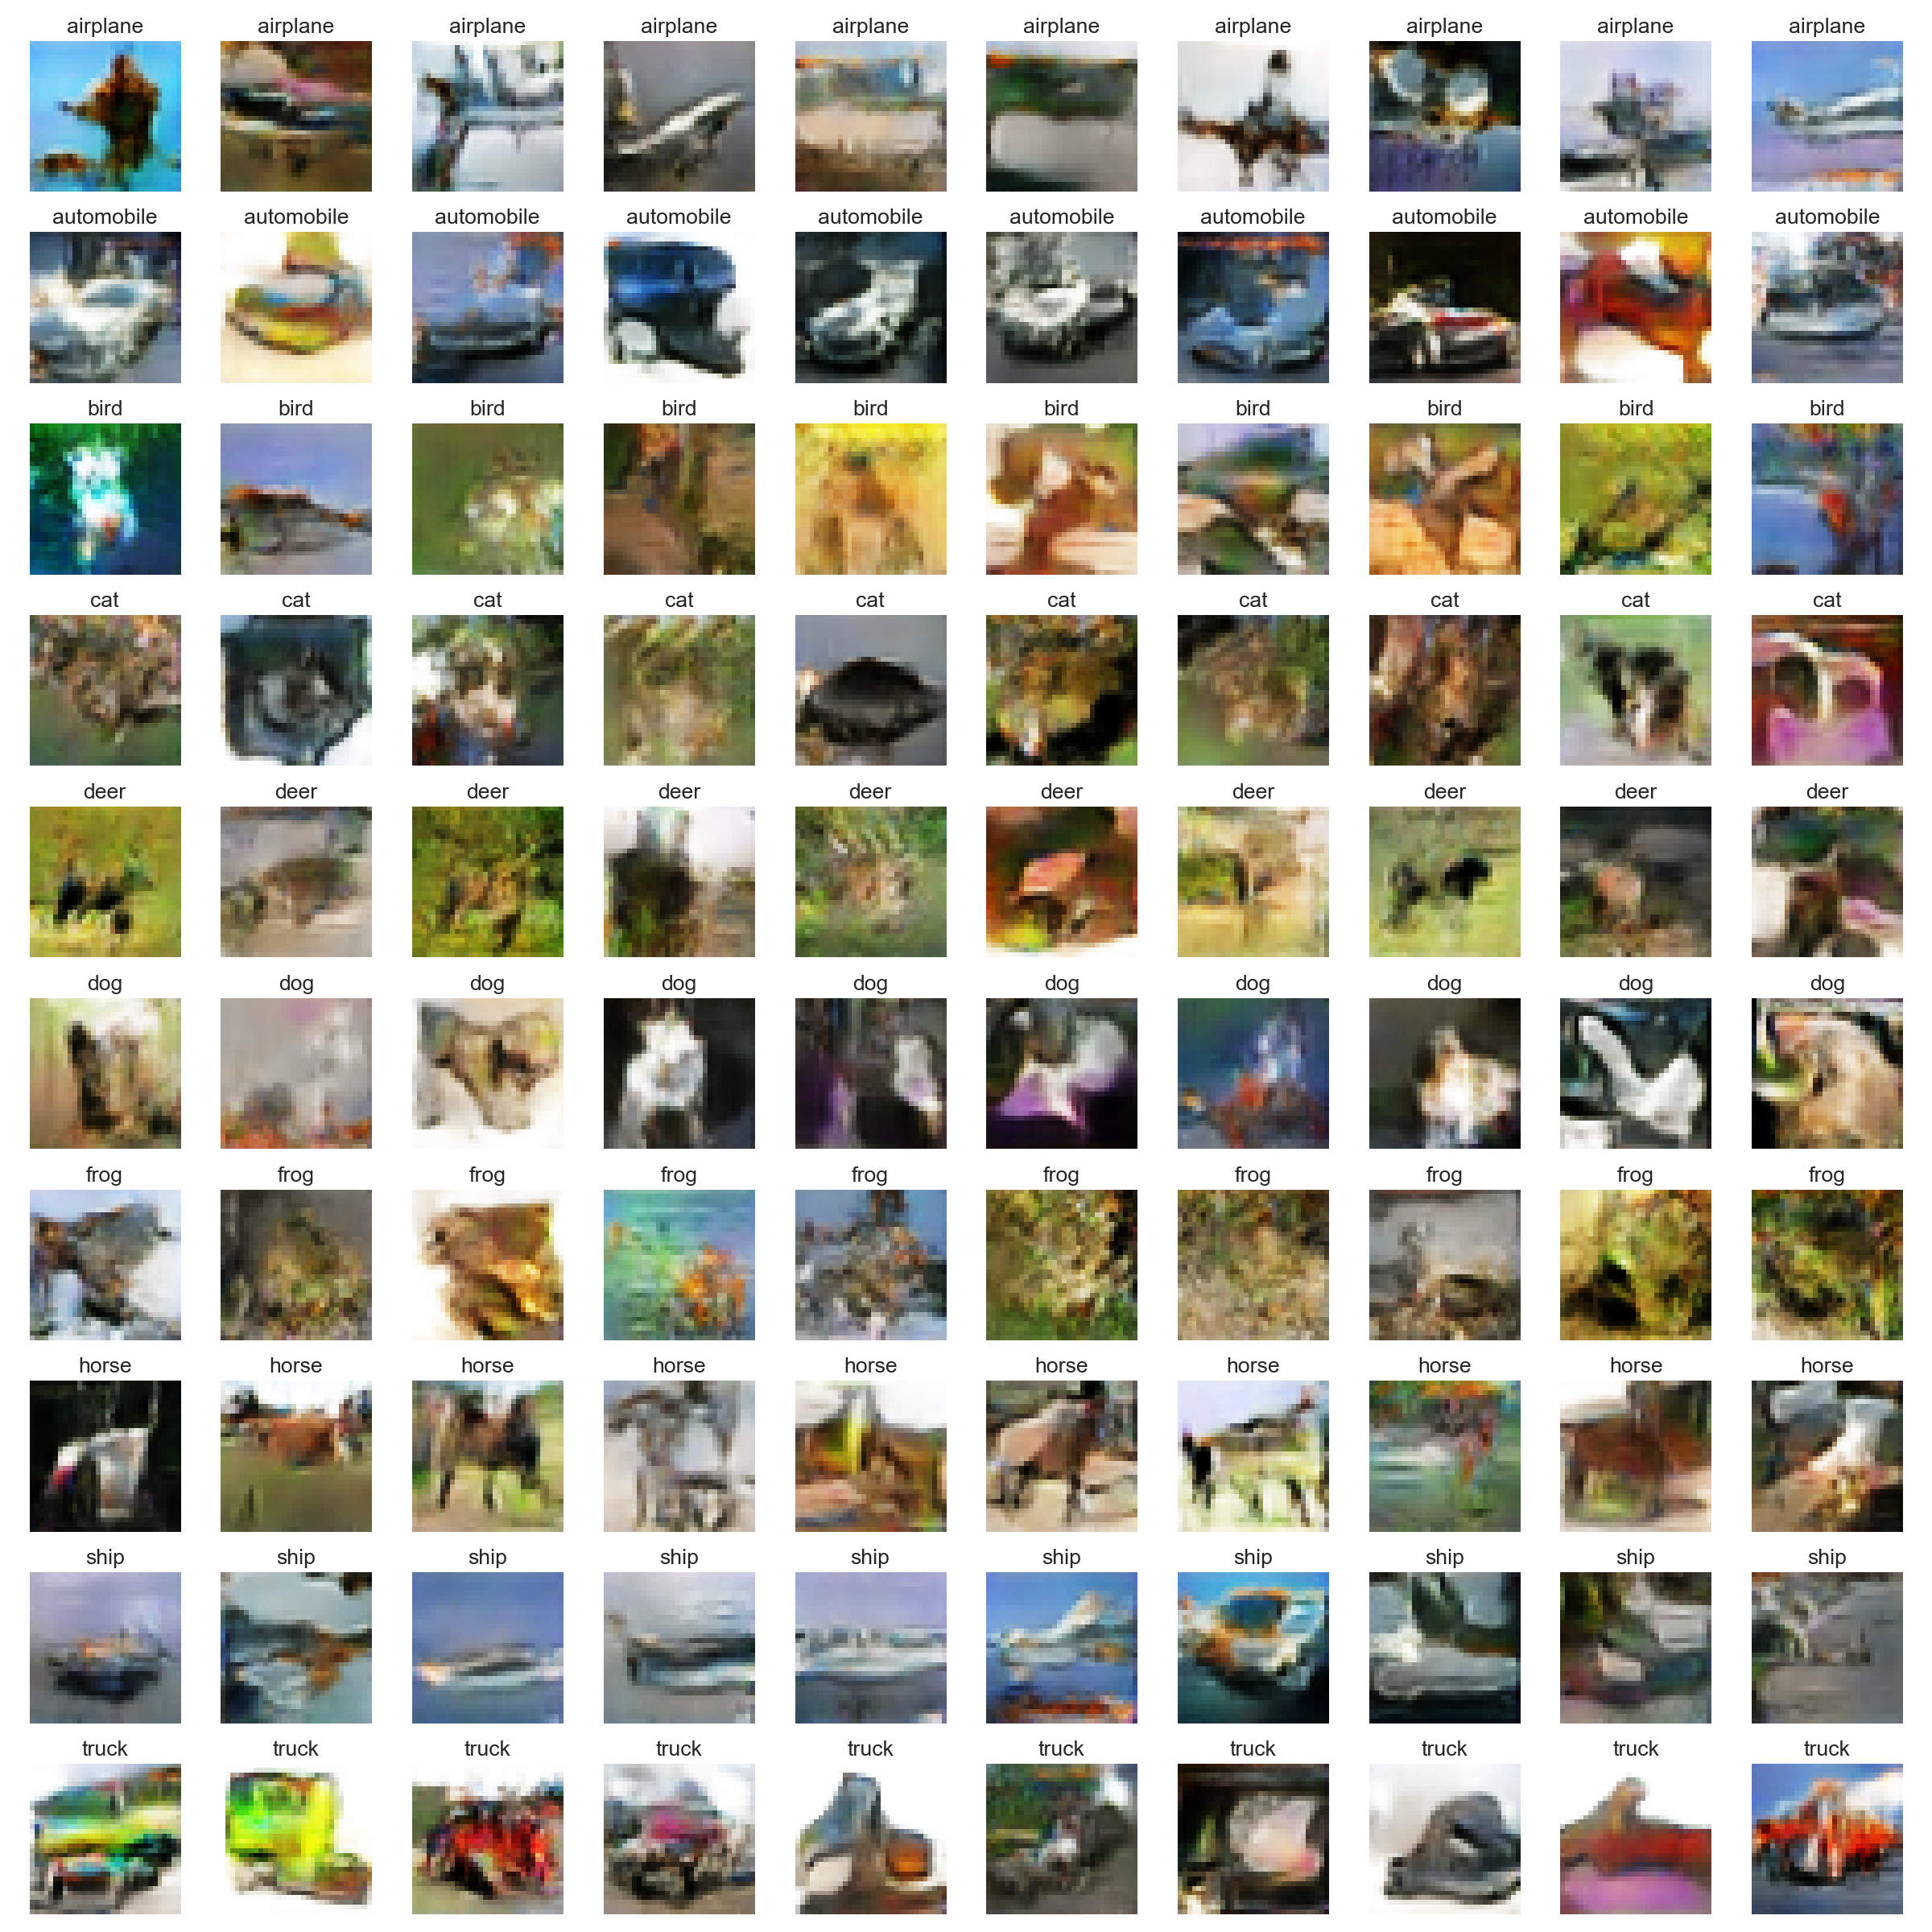 airplane airplane airplane airplane airplane airplane airplane airplane airplane airplane
automobile automobile automobile automobile automobile automobile automobile automobile automobile automobile
bird bird bird bird bird bird bird bird bird bird
cat cat cat cat cat cat cat cat cat cat
deer deer deer deer deer deer deer deer deer deer
dog dog dog dog dog dog dog dog dog dog
frog frog frog frog frog frog frog frog frog frog
horse horse horse horse horse horse horse horse horse horse
ship ship ship ship ship ship ship ship ship ship
truck truck truck truck truck truck truck truck truck truck